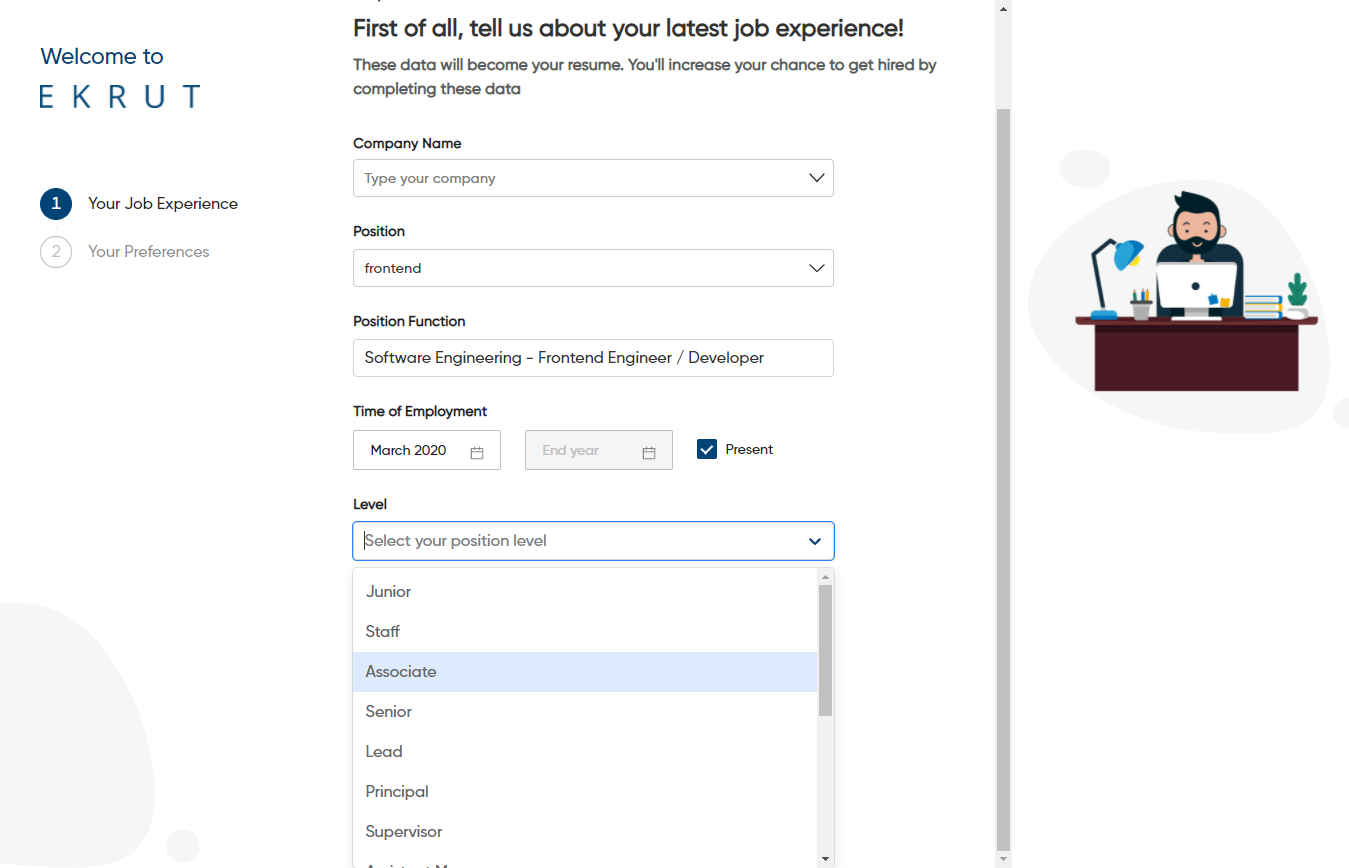 Welcome to
EKRUT
1 Your Job Experience
2 Your Preferences
First of all, tell us about your latest job experience!
These data will become your resume. You'll increase your chance to get hired by
completing these data
Company Name
Type your company
Position
frontend
Position Function
Software Engineering - Frontend Engineer / Developer
Time of Employment
March 2020 End year Present
Level
Select your position level
Junior
Staff
Associate
Senior
Lead
Principal
Supervisor